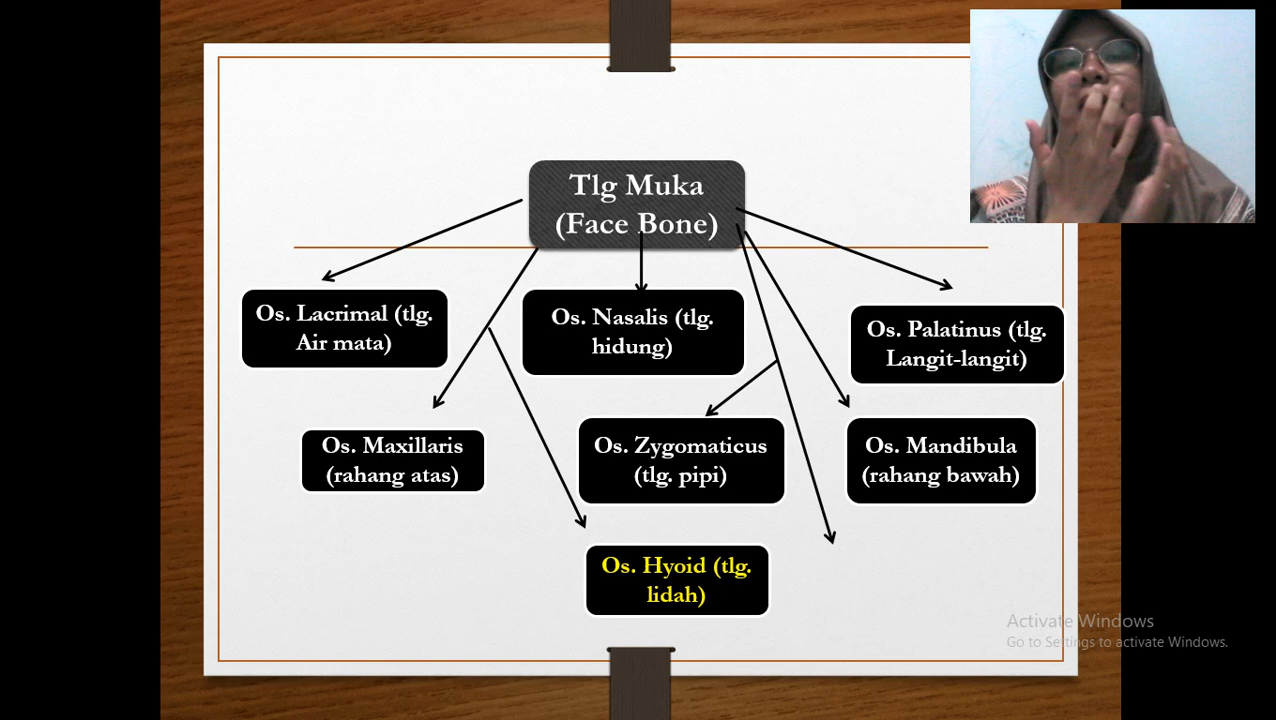 Tlg Muka
(Face Bone)
Os. Lacrimal (tlg.
Air mata)
Os. Nasalis (tlg.
hidung)
Os. Palatinus (tlg.
Langit-langit)
Os. Maxillaris
(rahang atas)
Os. Zygomaticus
(tlg. pipi)
Os. Mandibula
(rahang bawah)
Os. Hyoid (tlg.
lidah)
Activate Windows
Go to Settings to activate Windows.